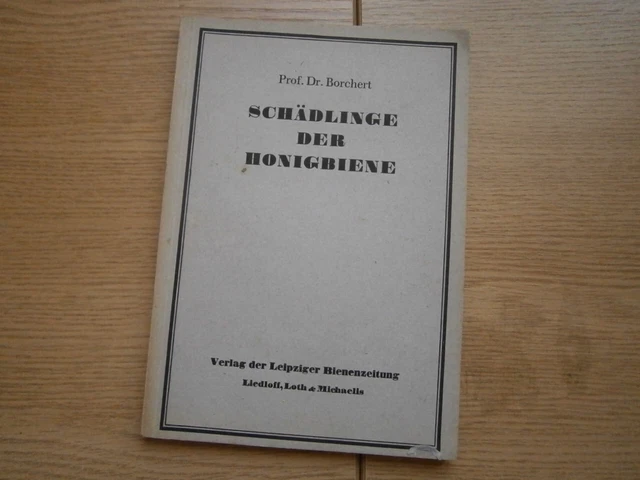 Prof. Dr. Borchert
SCHÄDLINGE
DER
HONIGBIENE
Verlag der Leipziger Bienenzeitung
Liedloff, Loth & Michaelis